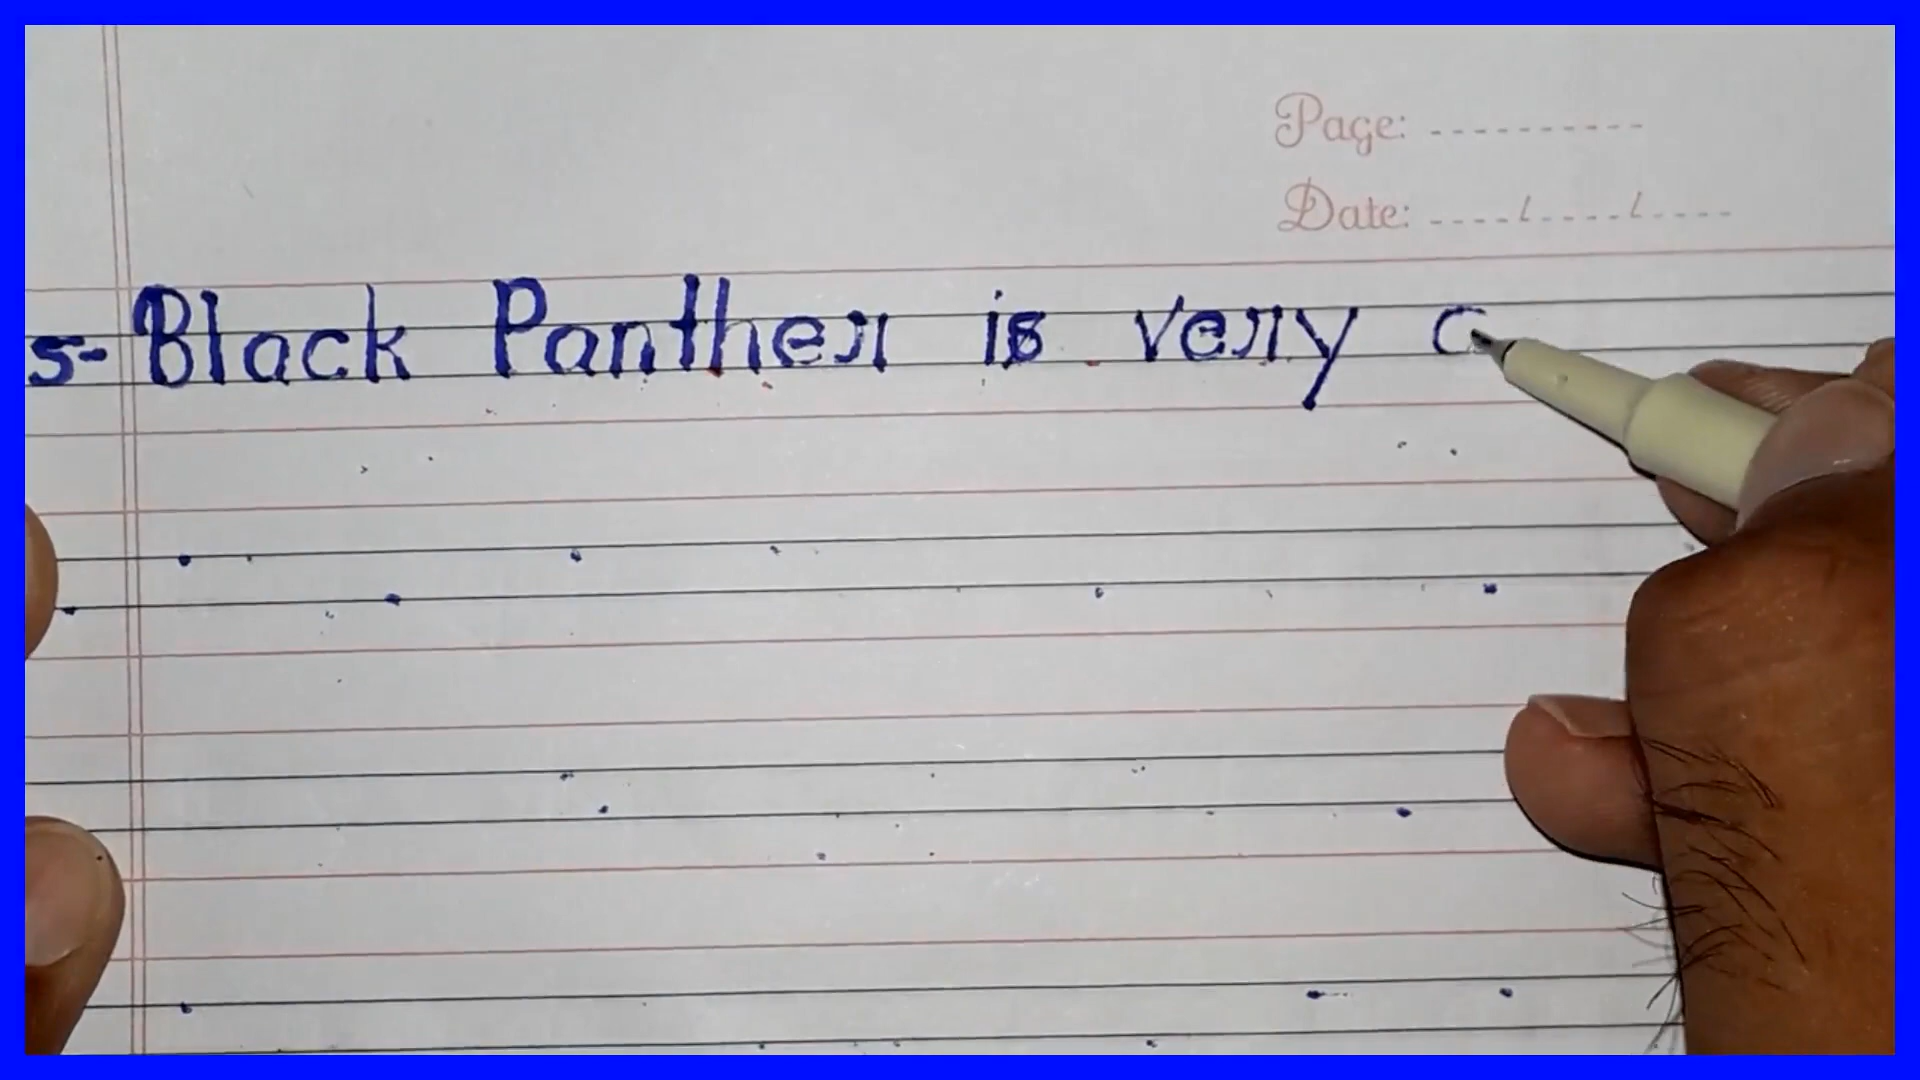 Page: ----------
Date: ----/----/----
5- Black Panther is very